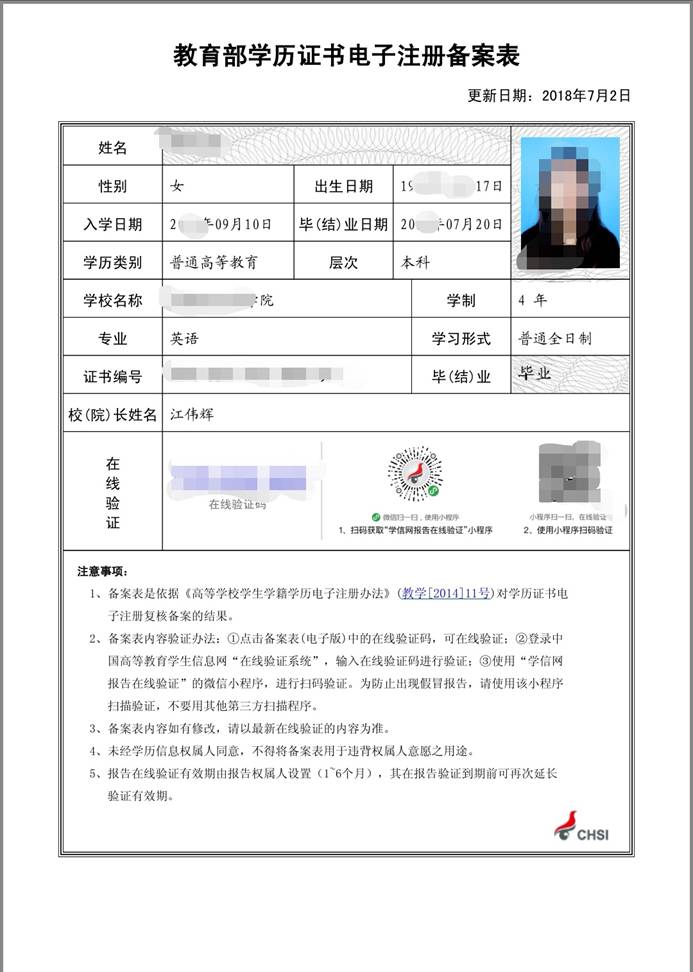 教育部学历证书电子注册备案表
更新日期：2018年7月2日
姓名
性别 女 出生日期 19 17日
入学日期 2 年09月10日 毕(结)业日期 20 年07月20日
学历类别 普通高等教育 层次 本科
学校名称 学院 学制 4 年
专业 英语 学习形式 普通全日制
证书编号 毕(结)业 毕业
校(院)长姓名 江伟辉
在线验证
在线验证码
微信扫一扫，使用小程序
1、扫码获取“学信网报告在线验证”小程序
小程序扫一扫，在线验证
2、使用小程序扫码验证
注意事项：
1、备案表是依据《高等学校学生学籍学历电子注册办法》(教学[2014]11号)对学历证书电
子注册复核备案的结果。
2、备案表内容验证办法：①点击备案表(电子版)中的在线验证码，可在线验证；②登录中
国高等教育学生信息网“在线验证系统”，输入在线验证码进行验证；③使用“学信网
报告在线验证”的微信小程序，进行扫码验证。为防止出现假冒报告，请使用该小程序
扫描验证，不要用其他第三方扫描程序。
3、备案表内容如有修改，请以最新在线验证的内容为准。
4、未经学历信息权属人同意，不得将备案表用于违背权属人意愿之用途。
5、报告在线验证有效期由报告权属人设置（1~6个月），其在报告验证到期前可再次延长
验证有效期。
CHSI